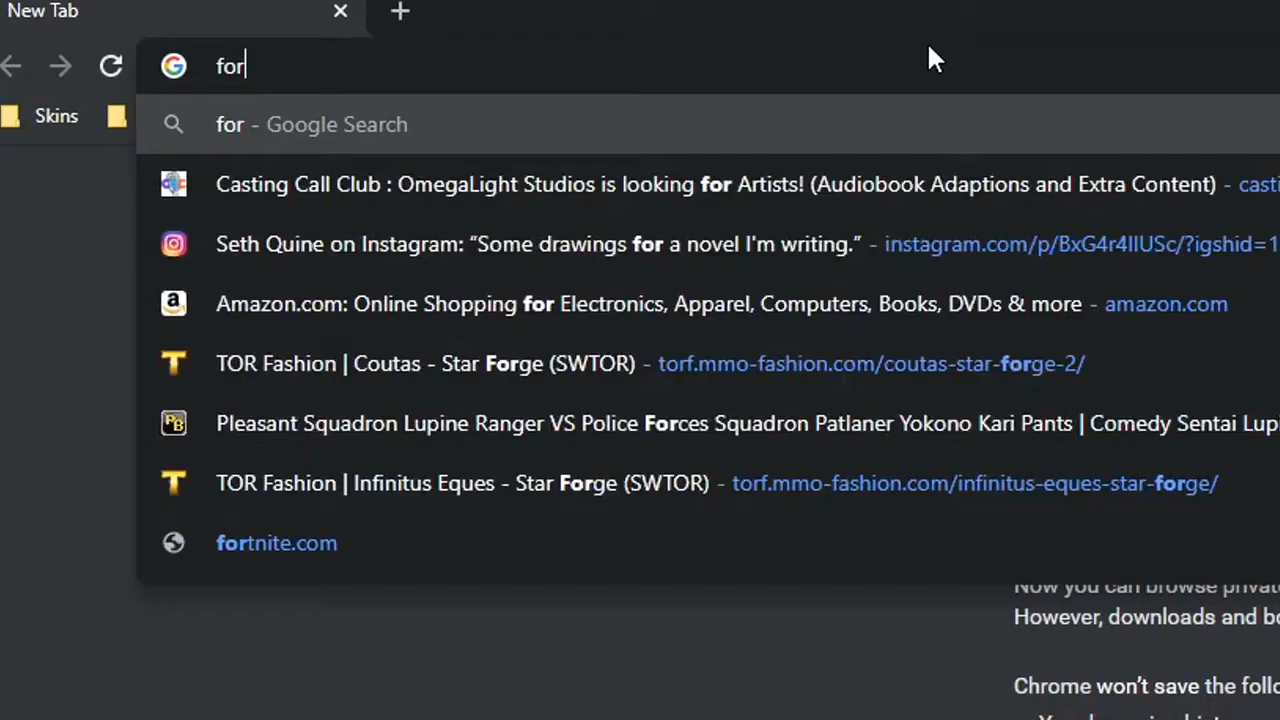 New Tab
for
Skins
for - Google Search
Casting Call Club : OmegaLight Studios is looking for Artists! (Audiobook Adaptions and Extra Content) - casti
Seth Quine on Instagram: “Some drawings for a novel I'm writing.” - instagram.com/p/BxG4r4lIUSc/?igshid=1
Amazon.com: Online Shopping for Electronics, Apparel, Computers, Books, DVDs & more - amazon.com
TOR Fashion | Coutas - Star Forge (SWTOR) - torf.mmo-fashion.com/coutas-star-forge-2/
Pleasant Squadron Lupine Ranger VS Police Forces Squadron Patlaner Yokono Kari Pants | Comedy Sentai Lupi
TOR Fashion | Infinitus Eques - Star Forge (SWTOR) - torf.mmo-fashion.com/infinitus-eques-star-forge/
fortnite.com
Now you can browse private
However, downloads and bo
Chrome won’t save the follo